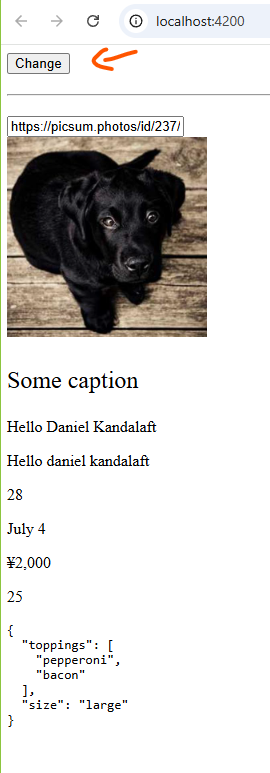 localhost:4200
Change
https://picsum.photos/id/237/
Some caption
Hello Daniel Kandalaft
Hello daniel kandalaft
28
July 4
¥2,000
25
{
  "toppings": [
    "pepperoni",
    "bacon"
  ],
  "size": "large"
}